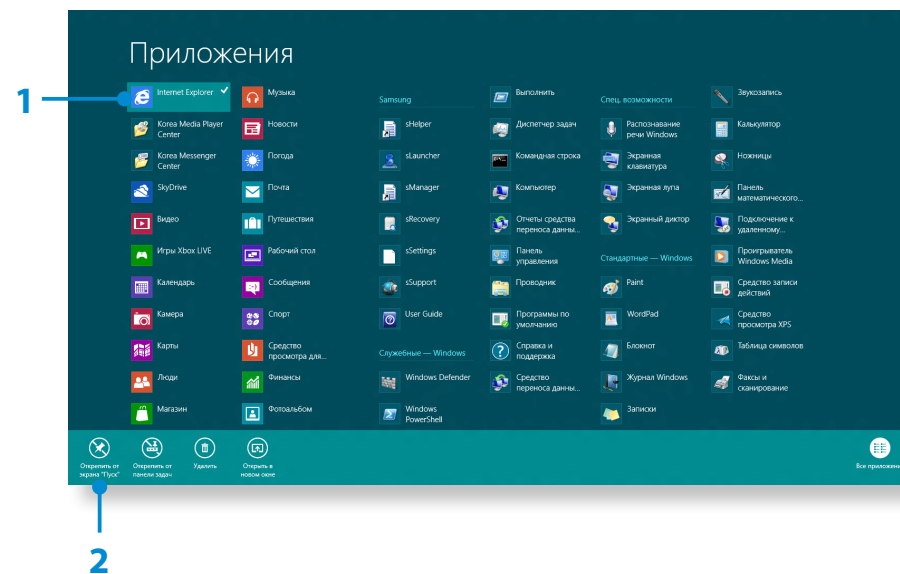 Приложения
1
Internet Explorer
Korea Media Player
Center
Korea Messenger
Center
SkyDrive
Видео
Игры Xbox LIVE
Календарь
Камера
Карты
Люди
Магазин
Музыка
Новости
Погода
Почта
Путешествия
Рабочий стол
Сообщения
Спорт
Средство
просмотра для...
Финансы
Фотоальбом
Samsung
sHelper
sLauncher
sManager
sRecovery
sSettings
sSupport
User Guide
Служебные — Windows
Windows Defender
Windows
PowerShell
Выполнить
Диспетчер задач
Командная строка
Компьютер
Отчеты средства
переноса данны...
Панель
управления
Проводник
Программы по
умолчанию
Справка и
поддержка
Средство
переноса данны...
Спец. возможности
Распознавание
речи Windows
Экранная
клавиатура
Экранная лупа
Экранный диктор
Стандартные — Windows
Paint
WordPad
Блокнот
Журнал Windows
Записки
Звукозапись
Калькулятор
Ножницы
Панель
математического...
Подключение к
удаленному...
Проигрыватель
Windows Media
Средство записи
действий
Средство
просмотра XPS
Таблица символов
Факсы и
сканирование
Открепить от
экрана "Пуск"
Открепить от
панели задач
Удалить
Открыть в
новом окне
Все приложени
2